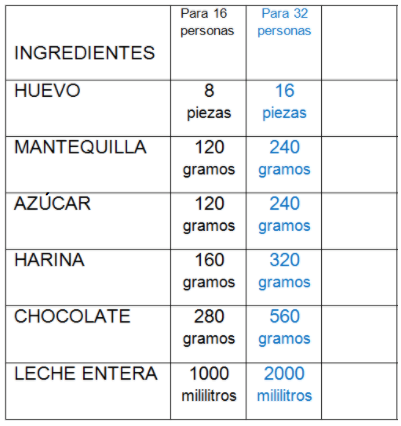 INGREDIENTES
Para 16
personas
Para 32
personas
HUEVO
8
piezas
16
piezas
MANTEQUILLA
120
gramos
240
gramos
AZÚCAR
120
gramos
240
gramos
HARINA
160
gramos
320
gramos
CHOCOLATE
280
gramos
560
gramos
LECHE ENTERA
1000
mililitros
2000
mililitros